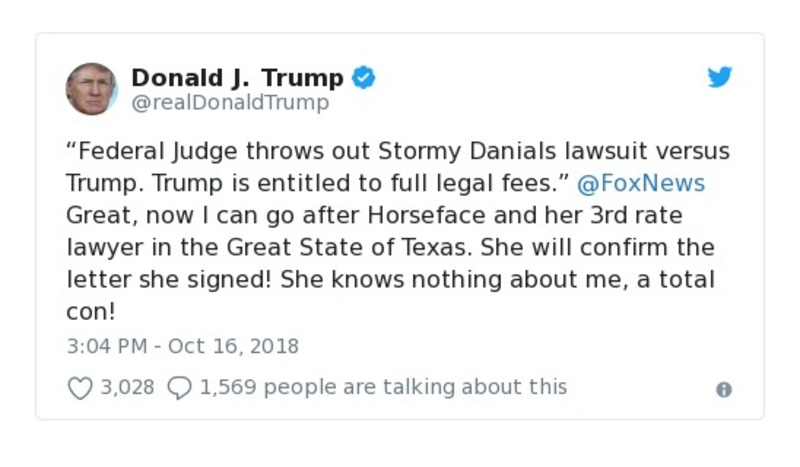 Donald J. Trump
@realDonaldTrump
“Federal Judge throws out Stormy Danials lawsuit versus
Trump. Trump is entitled to full legal fees.” @FoxNews
Great, now I can go after Horseface and her 3rd rate
lawyer in the Great State of Texas. She will confirm the
letter she signed! She knows nothing about me, a total
con!
3:04 PM - Oct 16, 2018
3,028 1,569 people are talking about this